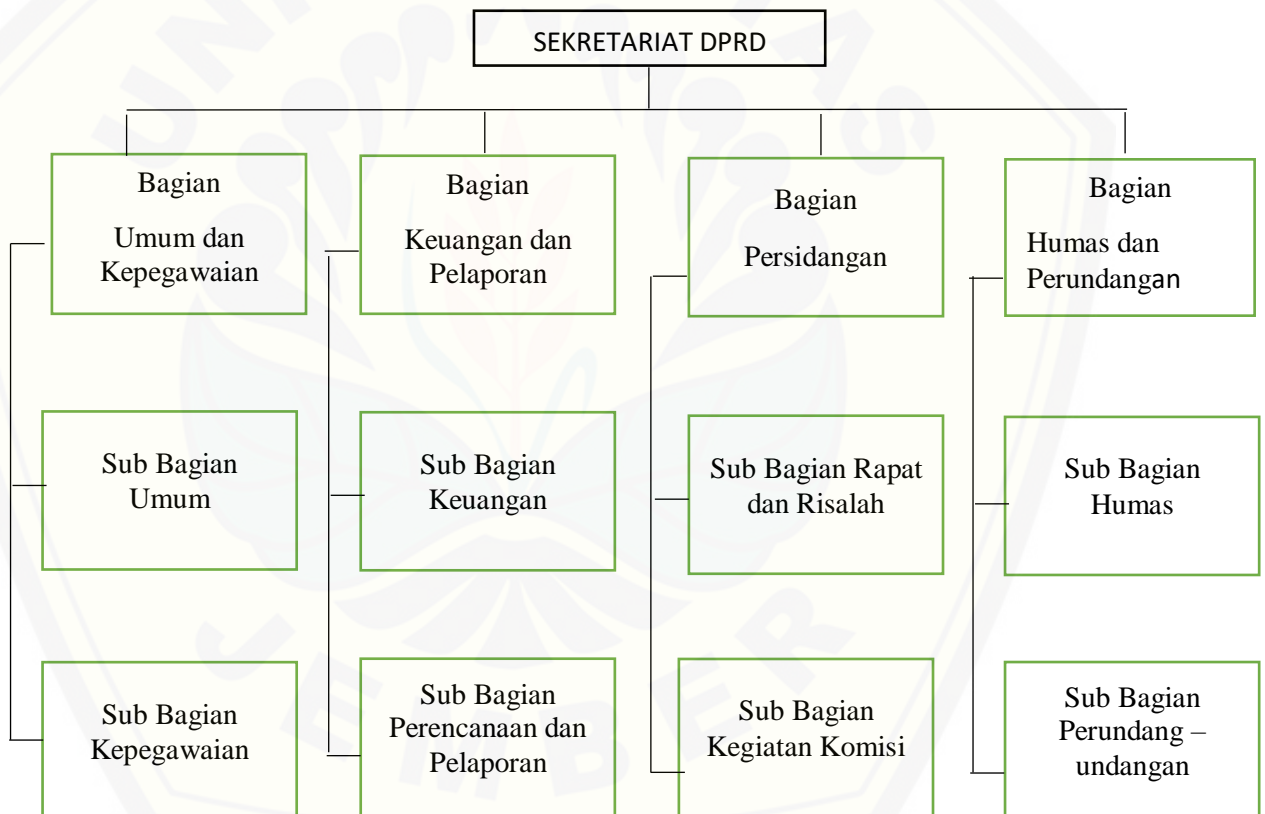 SEKRETARIAT DPRD
Bagian
Umum dan
Kepegawaian
Bagian
Keuangan dan
Pelaporan
Bagian
Persidangan
Bagian
Humas dan
Perundangan
Sub Bagian
Umum
Sub Bagian
Keuangan
Sub Bagian Rapat
dan Risalah
Sub Bagian
Humas
Sub Bagian
Kepegawaian
Sub Bagian
Perencanaan dan
Pelaporan
Sub Bagian
Kegiatan Komisi
Sub Bagian
Perundang –
undangan
JEMBER